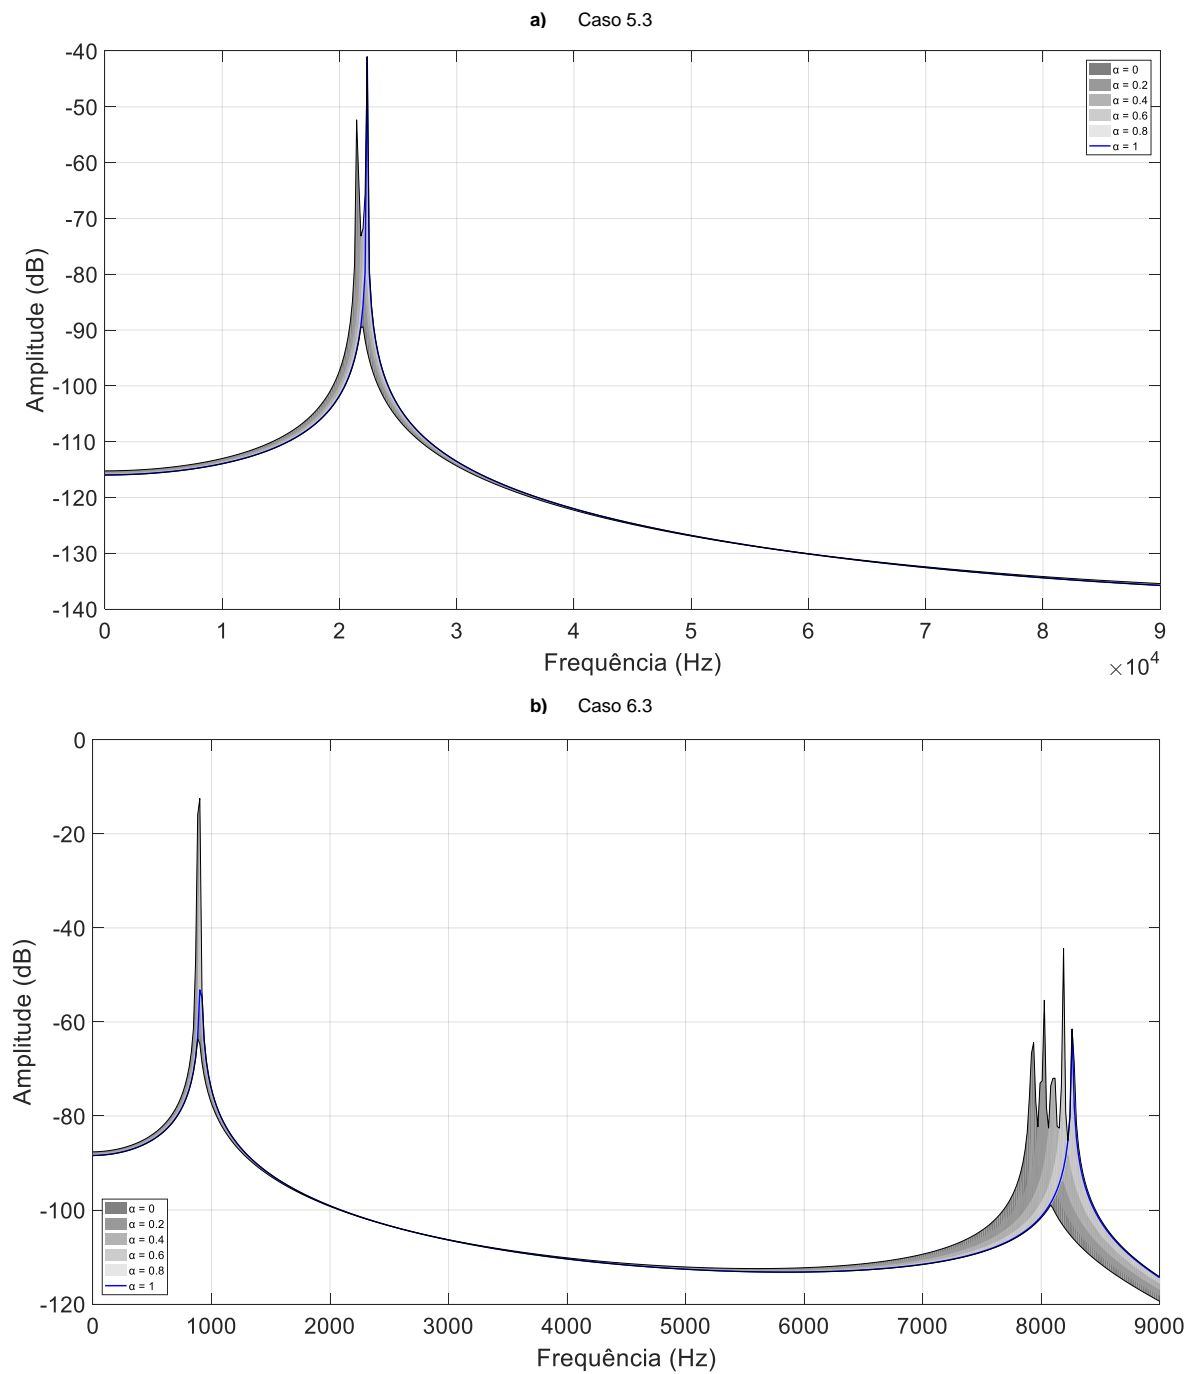 a) Caso 5.3
-40
-50
-60
-70
-80
-90
-100
-110
-120
-130
-140
Amplitude (dB)
α = 0
α = 0.2
α = 0.4
α = 0.6
α = 0.8
α = 1
0 1 2 3 4 5 6 7 8 9
Frequência (Hz)
×10^4
b) Caso 6.3
0
-20
-40
-60
-80
-100
-120
Amplitude (dB)
α = 0
α = 0.2
α = 0.4
α = 0.6
α = 0.8
α = 1
0 1000 2000 3000 4000 5000 6000 7000 8000 9000
Frequência (Hz)